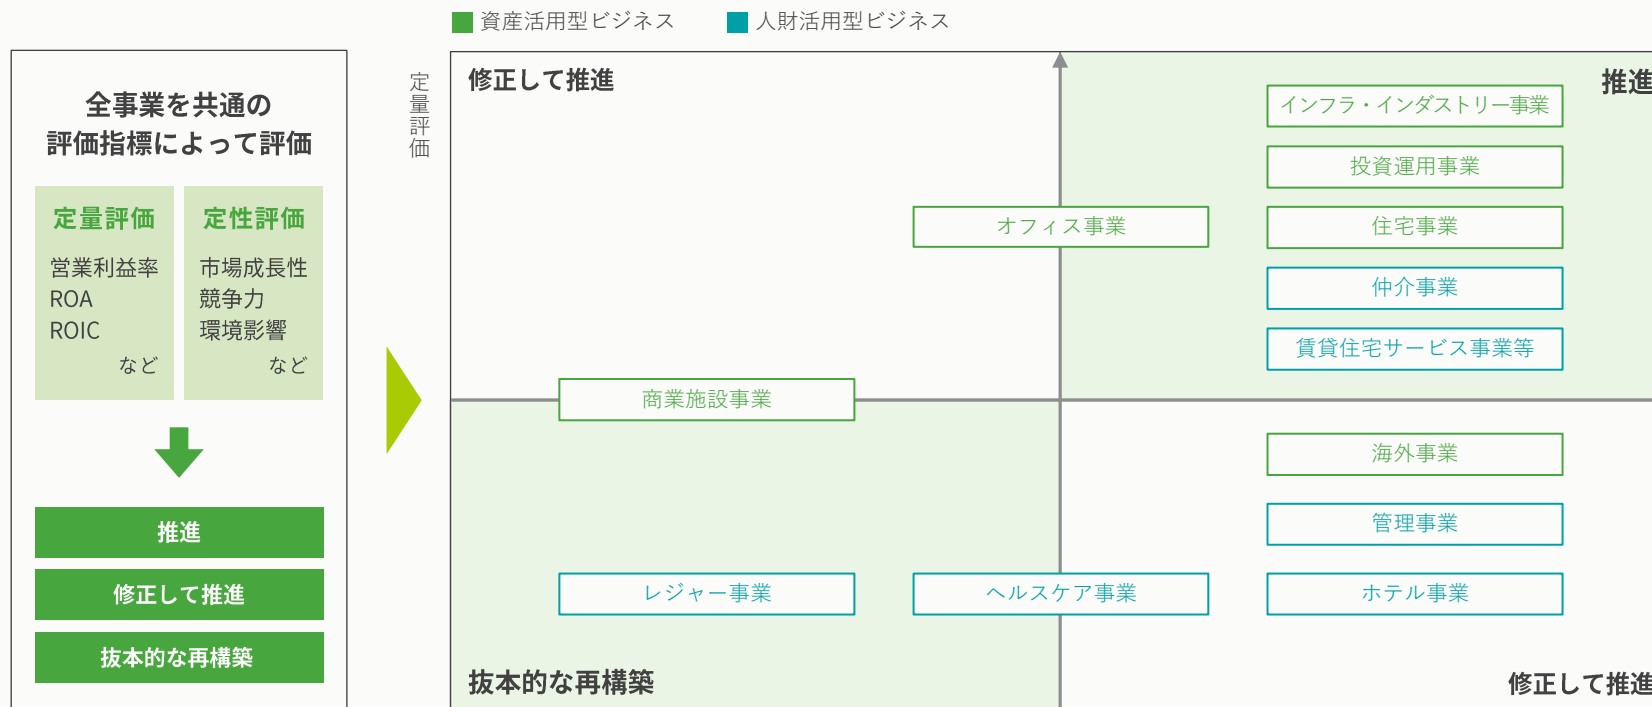 資産活用型ビジネス
人財活用型ビジネス
全事業を共通の
評価指標によって評価
定量評価
営業利益率
ROA
ROIC
など
定性評価
市場成長性
競争力
環境影響
など
推進
修正して推進
抜本的な再構築
定量評価
修正して推進
推進
インフラ・インダストリー事業
投資運用事業
オフィス事業
住宅事業
仲介事業
賃貸住宅サービス事業等
商業施設事業
海外事業
管理事業
レジャー事業
ヘルスケア事業
ホテル事業
抜本的な再構築
修正して推進